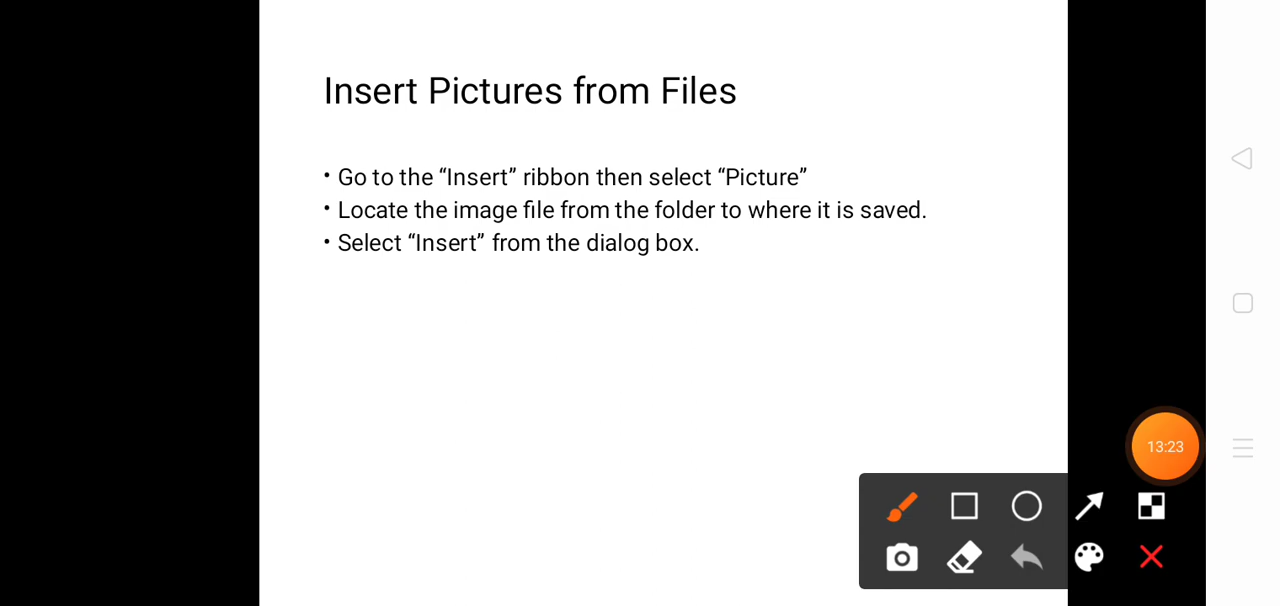 Insert Pictures from Files
• Go to the “Insert” ribbon then select “Picture”
• Locate the image file from the folder to where it is saved.
• Select “Insert” from the dialog box.
13:23